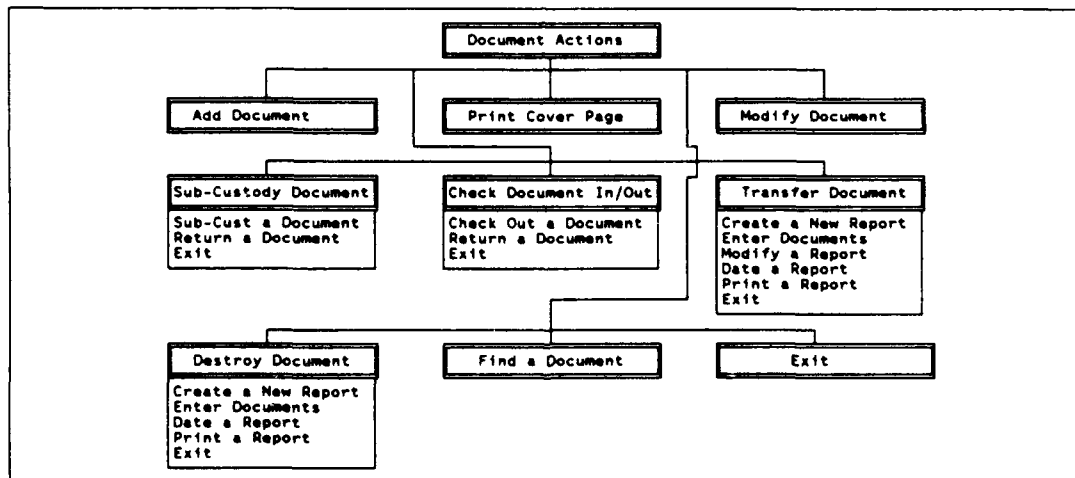 Document Actions
Add Document
Print Cover Page
Modify Document
Sub-Custody Document
Sub-Cust a Document
Return a Document
Exit
Check Document In/Out
Check Out a Document
Return a Document
Exit
Transfer Document
Create a New Report
Enter Documents
Modify a Report
Date a Report
Print a Report
Exit
Destroy Document
Create a New Report
Enter Documents
Date a Report
Print a Report
Exit
Find a Document
Exit